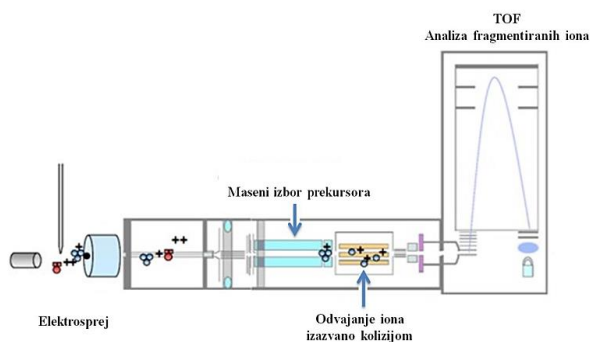 TOF
Analiza fragmentiranih iona
Maseni izbor prekursora
Elektrosprej
Odvajanje iona
izazvano kolizijom